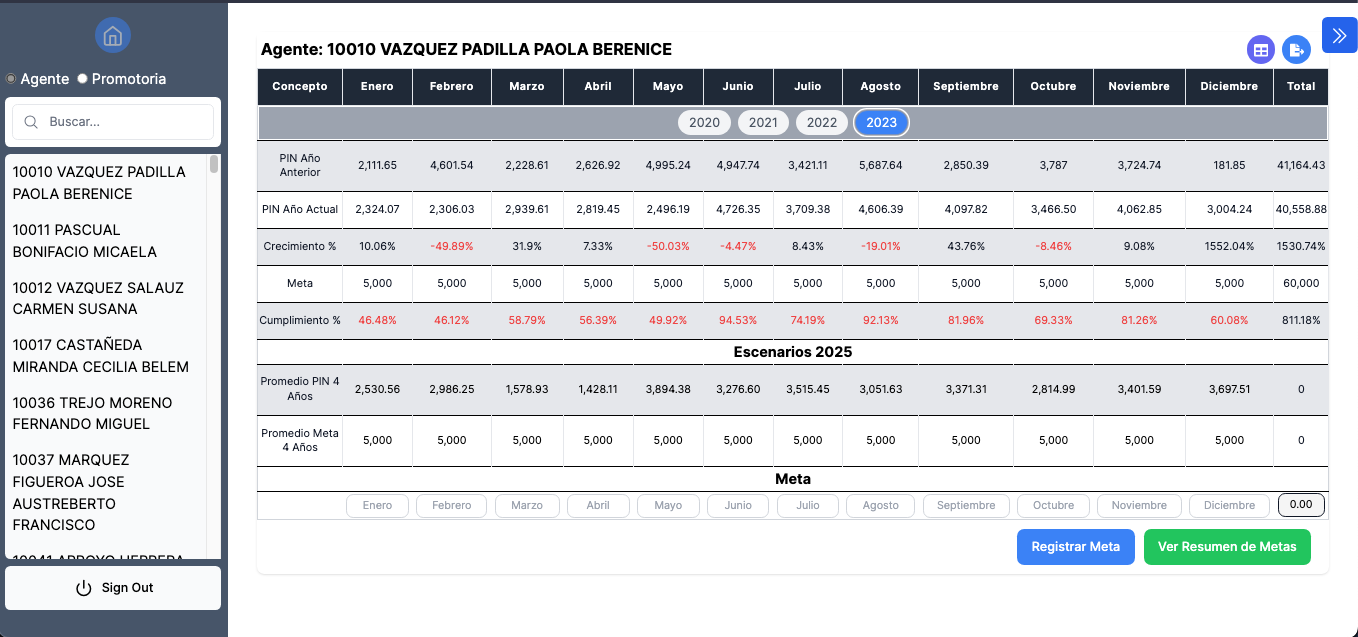 Agente Promotoria
Buscar...
10010 VAZQUEZ PADILLA
PAOLA BERENICE
10011 PASCUAL
BONIFACIO MICAELA
10012 VAZQUEZ SALAUZ
CARMEN SUSANA
10017 CASTAÑEDA
MIRANDA CECILIA BELEM
10036 TREJO MORENO
FERNANDO MIGUEL
10037 MARQUEZ
FIGUEROA JOSE
AUSTREBERTO
FRANCISCO
10041 ARROYO HERRERA
Sign Out
Agente: 10010 VAZQUEZ PADILLA PAOLA BERENICE
Concepto Enero Febrero Marzo Abril Mayo Junio Julio Agosto Septiembre Octubre Noviembre Diciembre Total
2020 2021 2022 2023
PIN Año
Anterior
2,111.65 4,601.54 2,228.61 2,626.92 4,995.24 4,947.74 3,421.11 5,687.64 2,850.39 3,787 3,724.74 181.85 41,164.43
PIN Año Actual 2,324.07 2,306.03 2,939.61 2,819.45 2,496.19 4,726.35 3,709.38 4,606.39 4,097.82 3,466.50 4,062.85 3,004.24 40,558.88
Crecimiento % 10.06% -49.89% 31.9% 7.33% -50.03% -4.47% 8.43% -19.01% 43.76% -8.46% 9.08% 1552.04% 1530.74%
Meta 5,000 5,000 5,000 5,000 5,000 5,000 5,000 5,000 5,000 5,000 5,000 5,000 60,000
Cumplimiento % 46.48% 46.12% 58.79% 56.39% 49.92% 94.53% 74.19% 92.13% 81.96% 69.33% 81.26% 60.08% 811.18%
Escenarios 2025
Promedio PIN 4
Años
2,530.56 2,986.25 1,578.93 1,428.11 3,894.38 3,276.60 3,515.45 3,051.63 3,371.31 2,814.99 3,401.59 3,697.51 0
Promedio Meta
4 Años
5,000 5,000 5,000 5,000 5,000 5,000 5,000 5,000 5,000 5,000 5,000 5,000 0
Meta
Enero Febrero Marzo Abril Mayo Junio Julio Agosto Septiembre Octubre Noviembre Diciembre 0.00
Registrar Meta Ver Resumen de Metas